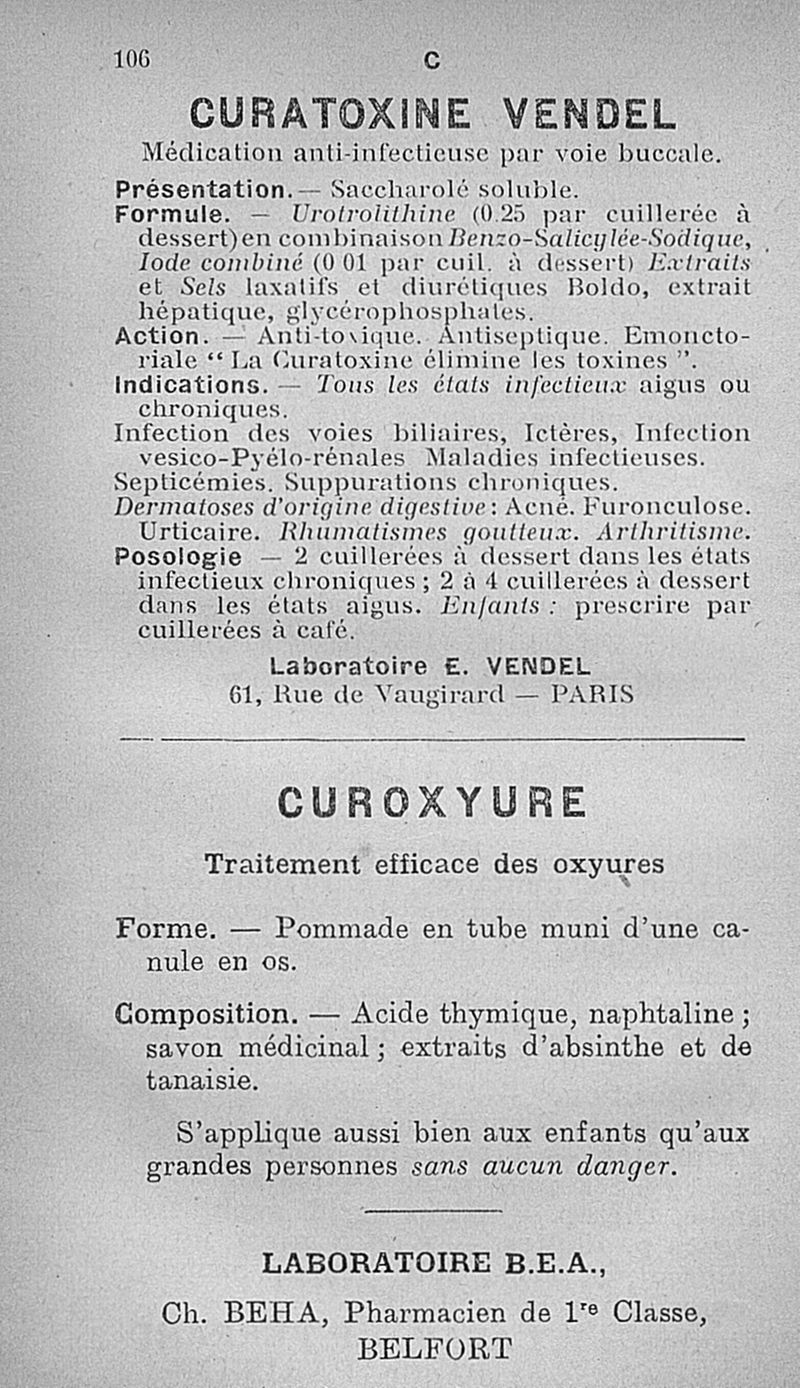 106 C
CURATOXINE VENDEL
Médication anti-infectieuse par voie buccale.
Présentation. — Saccharolé soluble.
Formule. — Urotrolithine (0.25 par cuillerée à
dessert) en combinaison Benzo-Salicylée-Sodique,
Iode combiné (0 01 par cuil. à dessert) Extraits
et Sels laxatifs et diurétiques Boldo, extrait
hépatique, glycérophosphates.
Action. — Anti-toxique. Antiseptique. Emoncto-
riale “ La Curatoxine élimine les toxines ”.
Indications. — Tous les états infectieux aigus ou
chroniques.
Infection des voies biliaires, Ictères, Infection
vesico-Pyélo-rénales Maladies infectieuses.
Septicémies. Suppurations chroniques.
Dermatoses d’origine digestive : Acné. Furonculose.
Urticaire. Rhumatismes goutteux. Arthritisme.
Posologie — 2 cuillerées à dessert dans les états
infectieux chroniques ; 2 à 4 cuillerées à dessert
dans les états aigus. Enfants : prescrire par
cuillerées à café.
Laboratoire E. VENDEL
61, Rue de Vaugirard — PARIS
CUROXYURE
Traitement efficace des oxyures
Forme. — Pommade en tube muni d’une ca-
nule en os.
Composition. — Acide thymique, naphtaline ;
savon médicinal ; extraits d’absinthe et de
tanaisie.
S’applique aussi bien aux enfants qu’aux
grandes personnes sans aucun danger.
LABORATOIRE B.E.A.,
Ch. BEHA, Pharmacien de 1re Classe,
BELFORT